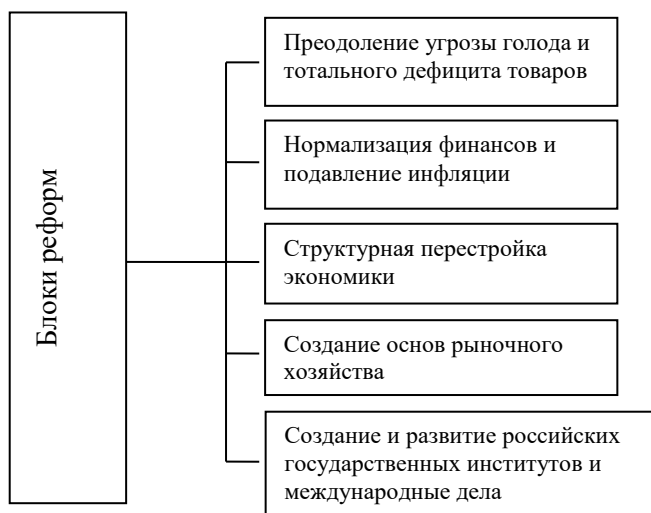 Блоки реформ
Преодоление угрозы голода и
тотального дефицита товаров
Нормализация финансов и
подавление инфляции
Структурная перестройка
экономики
Создание основ рыночного
хозяйства
Создание и развитие российских
государственных институтов и
международные дела